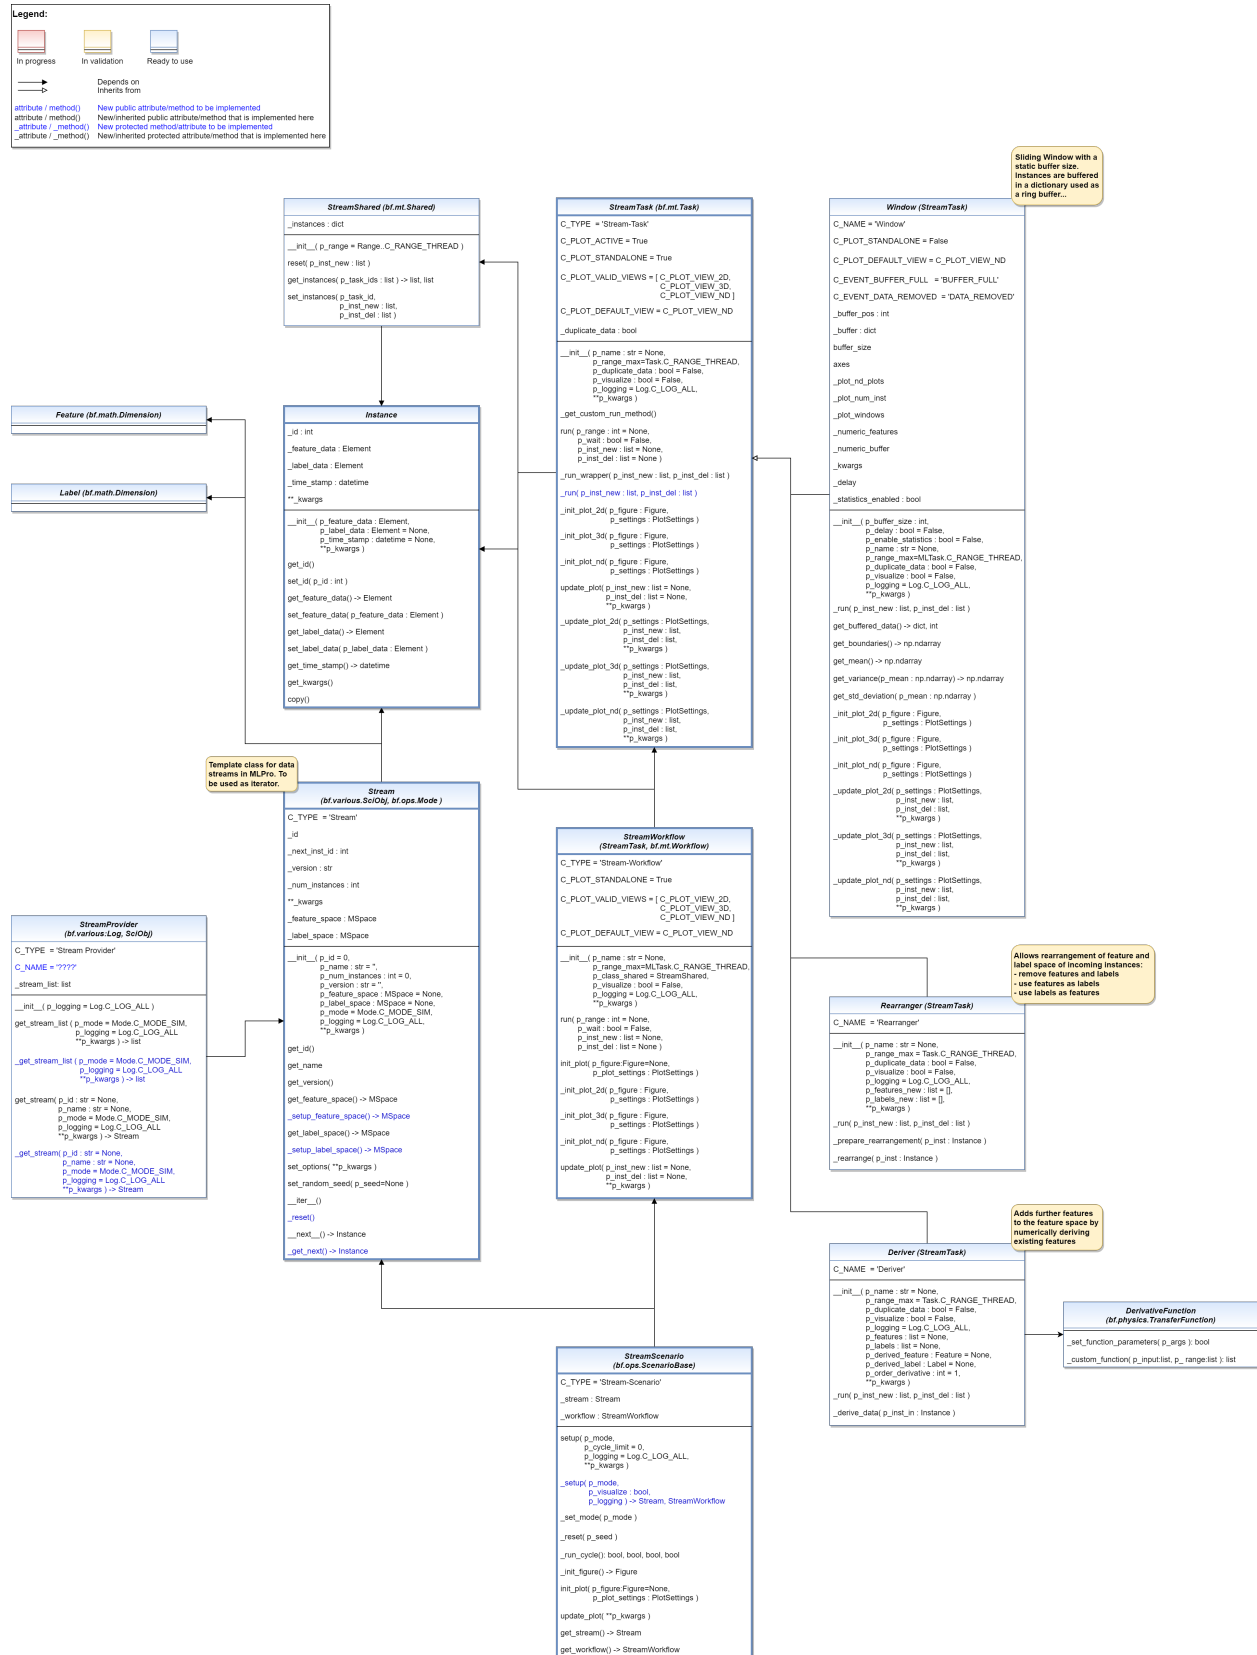 Legend:
In progress
In validation
Ready to use
Depends on
Inherits from
attribute / method() New public attribute/method to be implemented
attribute / method() New/inherited public attribute/method that is implemented here
_attribute / _method() New protected method/attribute to be implemented
_attribute / _method() New/inherited protected attribute/method that is implemented here
StreamShared (bf.mt.Shared)
_instances : dict
__init__( p_range = Range..C_RANGE_THREAD )
reset( p_inst_new : list )
get_instances( p_task_ids : list ) -> list, list
set_instances( p_task_id,
p_inst_new : list,
p_inst_del : list )
StreamTask (bf.mt.Task)
C_TYPE = 'Stream-Task'
C_PLOT_ACTIVE = True
C_PLOT_STANDALONE = True
C_PLOT_VALID_VIEWS = [ C_PLOT_VIEW_2D,
C_PLOT_VIEW_3D,
C_PLOT_VIEW_ND ]
C_PLOT_DEFAULT_VIEW = C_PLOT_VIEW_ND
_duplicate_data : bool
__init__( p_name : str = None,
p_range_max=Task.C_RANGE_THREAD,
p_duplicate_data : bool = False,
p_visualize : bool = False,
p_logging = Log.C_LOG_ALL,
**p_kwargs )
_get_custom_run_method()
run( p_range : int = None,
p_wait : bool = False,
p_inst_new : list = None,
p_inst_del : list = None )
_run_wrapper( p_inst_new : list, p_inst_del : list )
_run( p_inst_new : list, p_inst_del : list )
_init_plot_2d( p_figure : Figure,
p_settings : PlotSettings )
_init_plot_3d( p_figure : Figure,
p_settings : PlotSettings )
_init_plot_nd( p_figure : Figure,
p_settings : PlotSettings )
update_plot( p_inst_new : list = None,
p_inst_del : list = None,
**p_kwargs )
_update_plot_2d( p_settings : PlotSettings,
p_inst_new : list,
p_inst_del : list,
**p_kwargs )
_update_plot_3d( p_settings : PlotSettings,
p_inst_new : list,
p_inst_del : list,
**p_kwargs )
_update_plot_nd( p_settings : PlotSettings,
p_inst_new : list,
p_inst_del : list,
**p_kwargs )
Sliding Window with a
static buffer size.
Instances are buffered
in a dictionary used as
a ring buffer...
Window (StreamTask)
C_NAME = 'Window'
C_PLOT_STANDALONE = False
C_PLOT_DEFAULT_VIEW = C_PLOT_VIEW_ND
C_EVENT_BUFFER_FULL = 'BUFFER_FULL'
C_EVENT_DATA_REMOVED = 'DATA_REMOVED'
_buffer_pos : int
_buffer : dict
buffer_size
axes
_plot_nd_plots
_plot_num_inst
_plot_windows
_numeric_features
_numeric_buffer
_kwargs
_delay
_statistics_enabled : bool
__init__( p_buffer_size : int,
p_delay : bool = False,
p_enable_statistics : bool = False,
p_name : str = None,
p_range_max=MLTask.C_RANGE_THREAD,
p_duplicate_data : bool = False,
p_visualize : bool = False,
p_logging = Log.C_LOG_ALL,
**p_kwargs )
_run( p_inst_new : list, p_inst_del : list )
get_buffered_data() -> dict, int
get_boundaries() -> np.ndarray
get_mean() -> np.ndarray
get_variance(p_mean : np.ndarray) -> np.ndarray
get_std_deviation( p_mean : np.ndarray )
_init_plot_2d( p_figure : Figure,
p_settings : PlotSettings )
_init_plot_3d( p_figure : Figure,
p_settings : PlotSettings )
_init_plot_nd( p_figure : Figure,
p_settings : PlotSettings )
_update_plot_2d( p_settings : PlotSettings,
p_inst_new : list,
p_inst_del : list,
**p_kwargs )
_update_plot_3d( p_settings : PlotSettings,
p_inst_new : list,
p_inst_del : list,
**p_kwargs )
_update_plot_nd( p_settings : PlotSettings,
p_inst_new : list,
p_inst_del : list,
**p_kwargs )
Feature (bf.math.Dimension)
Label (bf.math.Dimension)
Instance
_id : int
_feature_data : Element
_label_data : Element
_time_stamp : datetime
**_kwargs
__init__( p_feature_data : Element,
p_label_data : Element = None,
p_time_stamp : datetime = None,
**p_kwargs )
get_id()
set_id( p_id : int )
get_feature_data() -> Element
set_feature_data( p_feature_data : Element )
get_label_data() -> Element
set_label_data( p_label_data : Element )
get_time_stamp() -> datetime
get_kwargs()
copy()
Template class for data
streams in MLPro. To
be used as iterator.
Stream
(bf.various.SciObj, bf.ops.Mode )
C_TYPE = 'Stream'
_id
_next_inst_id : int
_version : str
_num_instances : int
**_kwargs
_feature_space : MSpace
_label_space : MSpace
__init__( p_id = 0,
p_name : str = '',
p_num_instances : int = 0,
p_version : str = '',
p_feature_space : MSpace = None,
p_label_space : MSpace = None,
p_mode = Mode.C_MODE_SIM,
p_logging = Log.C_LOG_ALL,
**p_kwargs )
get_id()
get_name
get_version()
get_feature_space() -> MSpace
_setup_feature_space() -> MSpace
get_label_space() -> MSpace
_setup_label_space() -> MSpace
set_options( **p_kwargs )
set_random_seed( p_seed=None )
__iter__()
_reset()
__next__() -> Instance
_get_next() -> Instance
StreamProvider
(bf.various:Log, SciObj)
C_TYPE = 'Stream Provider'
C_NAME = '????'
_stream_list: list
__init__( p_logging = Log.C_LOG_ALL )
get_stream_list ( p_mode = Mode.C_MODE_SIM,
p_logging = Log.C_LOG_ALL
**p_kwargs ) -> list
_get_stream_list ( p_mode = Mode.C_MODE_SIM,
p_logging = Log.C_LOG_ALL
**p_kwargs ) -> list
get_stream( p_id : str = None,
p_name : str = None,
p_mode = Mode.C_MODE_SIM,
p_logging = Log.C_LOG_ALL
**p_kwargs ) -> Stream
_get_stream( p_id : str = None,
p_name : str = None,
p_mode = Mode.C_MODE_SIM,
p_logging = Log.C_LOG_ALL
**p_kwargs ) -> Stream
StreamWorkflow
(StreamTask, bf.mt.Workflow)
C_TYPE = 'Stream-Workflow'
C_PLOT_STANDALONE = True
C_PLOT_VALID_VIEWS = [ C_PLOT_VIEW_2D,
C_PLOT_VIEW_3D,
C_PLOT_VIEW_ND ]
C_PLOT_DEFAULT_VIEW = C_PLOT_VIEW_ND
__init__( p_name : str = None,
p_range_max=MLTask.C_RANGE_THREAD,
p_class_shared = StreamShared,
p_visualize : bool = False,
p_logging = Log.C_LOG_ALL,
**p_kwargs )
run( p_range : int = None,
p_wait : bool = False,
p_inst_new : list = None,
p_inst_del : list = None )
init_plot( p_figure:Figure=None,
p_plot_settings : PlotSettings )
_init_plot_2d( p_figure : Figure,
p_settings : PlotSettings )
_init_plot_3d( p_figure : Figure,
p_settings : PlotSettings )
_init_plot_nd( p_figure : Figure,
p_settings : PlotSettings )
update_plot( p_inst_new : list = None,
p_inst_del : list = None,
**p_kwargs )
Allows rearrangement of feature and
label space of incoming instances:
- remove features and labels
- use features as labels
- use labels as features
Rearranger (StreamTask)
C_NAME = 'Rearranger'
__init__( p_name : str = None,
p_range_max = Task.C_RANGE_THREAD,
p_duplicate_data : bool = False,
p_visualize : bool = False,
p_logging = Log.C_LOG_ALL,
p_features_new : list = [],
p_labels_new : list = [],
**p_kwargs )
_run( p_inst_new : list, p_inst_del : list )
_prepare_rearrangement( p_inst : Instance )
_rearrange( p_inst : Instance )
Adds further features
to the feature space by
numerically deriving
existing features
Deriver (StreamTask)
C_NAME = 'Deriver'
__init__( p_name : str = None,
p_range_max = Task.C_RANGE_THREAD,
p_duplicate_data : bool = False,
p_visualize : bool = False,
p_logging = Log.C_LOG_ALL,
p_features : list = None,
p_labels : list = None,
p_derived_feature : Feature = None,
p_derived_label : Label = None,
p_order_derivative : int = 1,
**p_kwargs )
_run( p_inst_new : list, p_inst_del : list )
_derive_data( p_inst_in : Instance )
DerivativeFunction
(bf.physics.TransferFunction)
_set_function_parameters( p_args ): bool
_custom_function( p_input:list, p_ range:list ): list
StreamScenario
(bf.ops.ScenarioBase)
C_TYPE = 'Stream-Scenario'
_stream : Stream
_workflow : StreamWorkflow
setup( p_mode,
p_cycle_limit = 0,
p_logging = Log.C_LOG_ALL,
**p_kwargs )
_setup( p_mode,
p_visualize : bool,
p_logging ) -> Stream, StreamWorkflow
_set_mode( p_mode )
_reset( p_seed )
_run_cycle(): bool, bool, bool, bool
_init_figure() -> Figure
init_plot( p_figure:Figure=None,
p_plot_settings : PlotSettings )
update_plot( **p_kwargs )
get_stream() -> Stream
get_workflow() -> StreamWorkflow